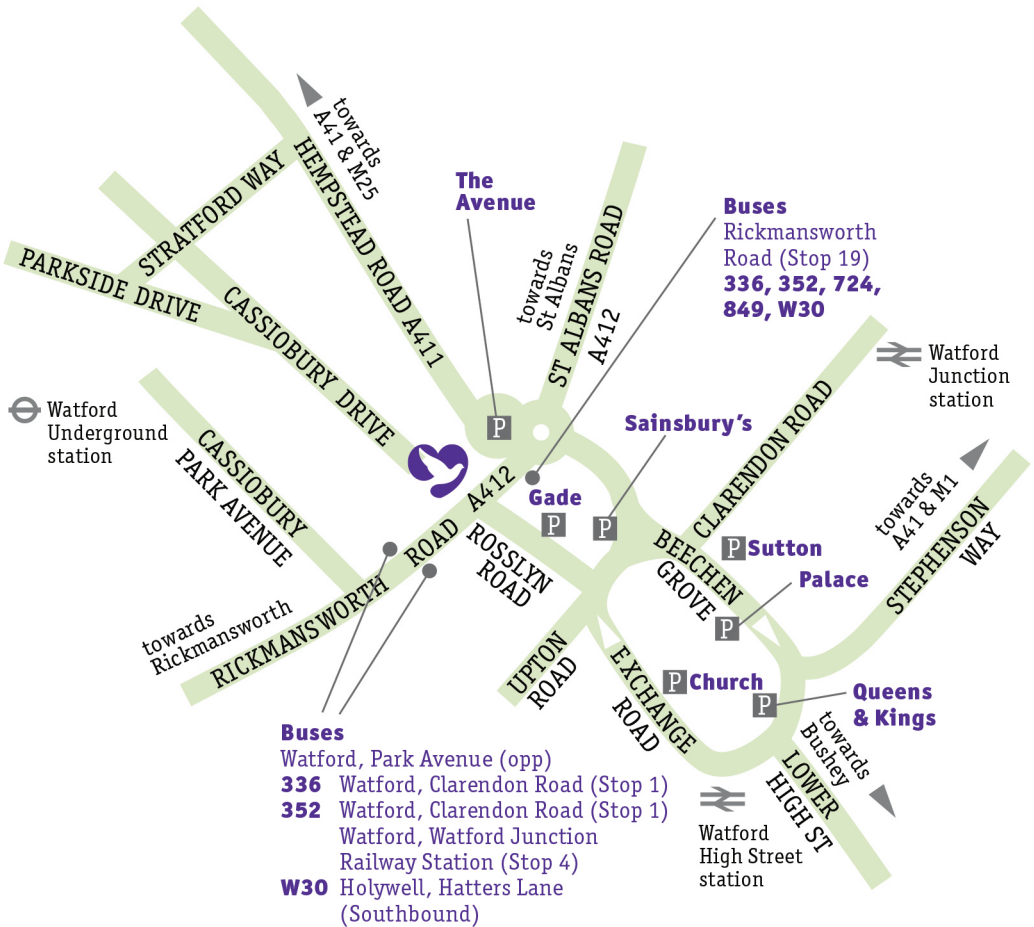 towards
A41 & M25
HEMPSTEAD ROAD A411
STRATFORD WAY
PARKSIDE DRIVE
CASSIOBURY DRIVE
The
Avenue
P
towards
St Albans
ST ALBANS ROAD
A412
Buses
Rickmansworth
Road (Stop 19)
336, 352, 724,
849, W30
Watford
Junction
station
Watford
Underground
station
CASSIOBURY
PARK AVENUE
Sainsbury's
P
Gade
P
CLARENDON ROAD
towards
A41 & M1
STEPHENSON
WAY
RICKMANSWORTH ROAD A412
towards
Rickmansworth
ROSSLYN
ROAD
BEECHEN
GROVE
P Sutton
Palace
P
UPTON
ROAD
EXCHANGE
ROAD
P Church
P
Queens
& Kings
towards
Bushey
LOWER
HIGH ST
Watford
High Street
station
Buses
Watford, Park Avenue (opp)
336 Watford, Clarendon Road (Stop 1)
352 Watford, Clarendon Road (Stop 1)
Watford, Watford Junction
Railway Station (Stop 4)
W30 Holywell, Hatters Lane
(Southbound)